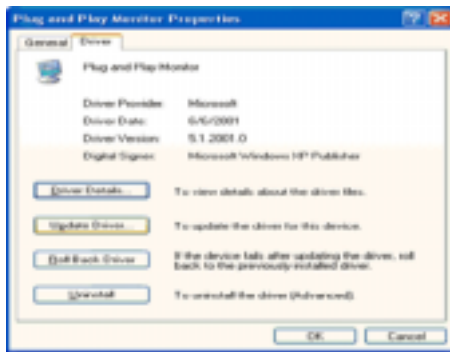 Plug and Play Monitor Properties
General Driver
Plug and Play Monitor
Driver Provider: Microsoft
Driver Date: 6/6/2001
Driver Version: 5.1.2001.0
Digital Signer: Microsoft Windows XP Publisher
Driver Details... To view details about the driver files.
Update Driver... To update the driver for this device.
Roll Back Driver If the device fails after updating the driver, roll
back to the previously installed driver.
Uninstall To uninstall the driver (Advanced).
OK Cancel